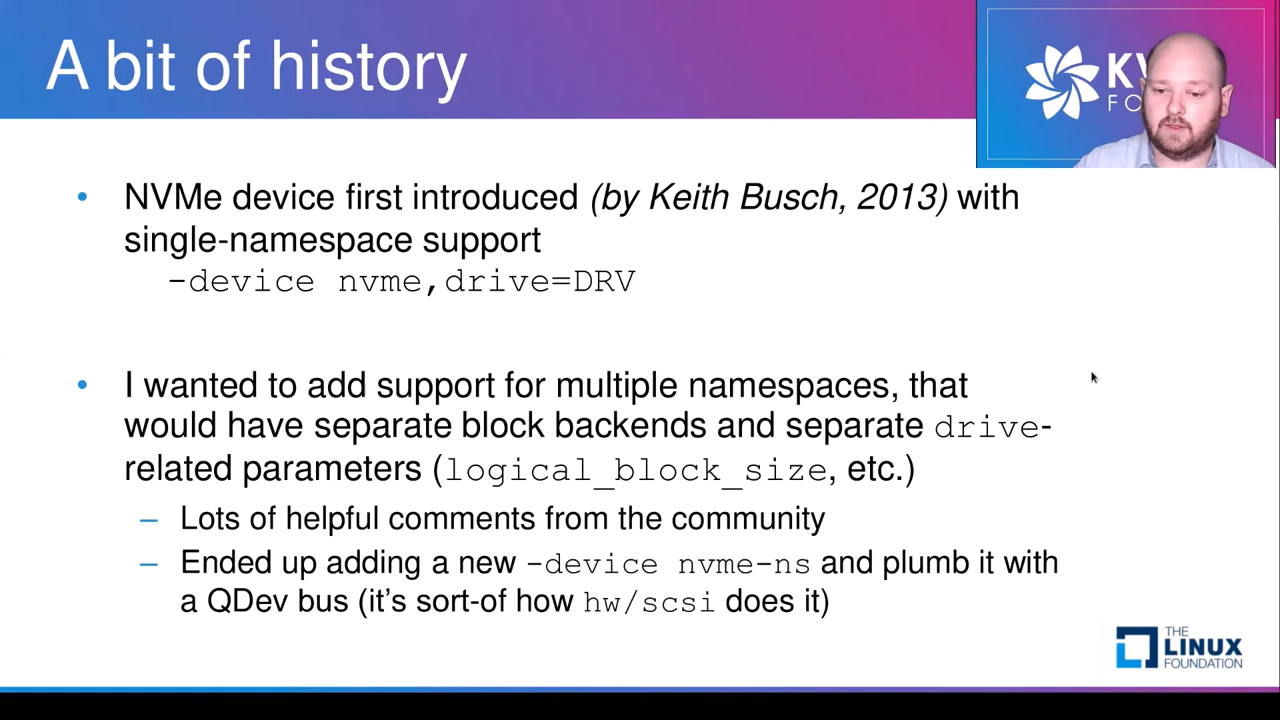 A bit of history
KV
FO
• NVMe device first introduced (by Keith Busch, 2013) with
single-namespace support
-device nvme,drive=DRV
• I wanted to add support for multiple namespaces, that
would have separate block backends and separate drive-
related parameters (logical_block_size, etc.)
– Lots of helpful comments from the community
– Ended up adding a new -device nvme-ns and plumb it with
a QDev bus (it’s sort-of how hw/scsi does it)
THE
LINUX
FOUNDATION